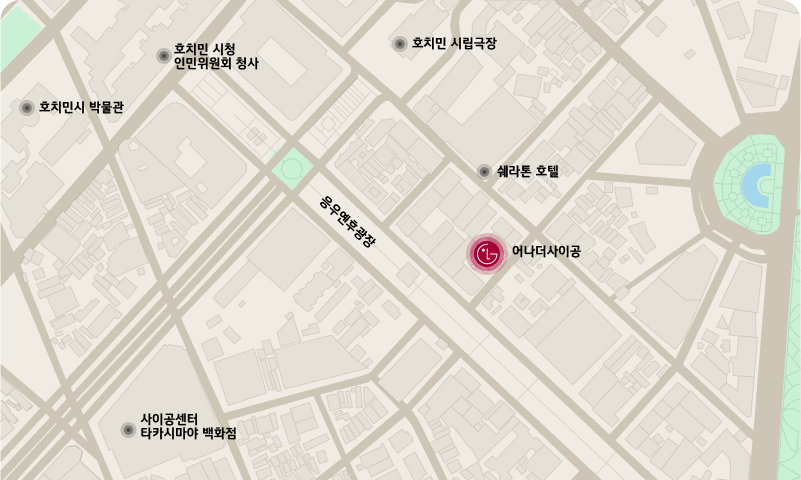 호치민 시청
인민위원회 청사
호치민 시립극장
호치민시 박물관
쉐라톤 호텔
응우옌후광장
어나더사이공
사이공센터
타카시마야 백화점